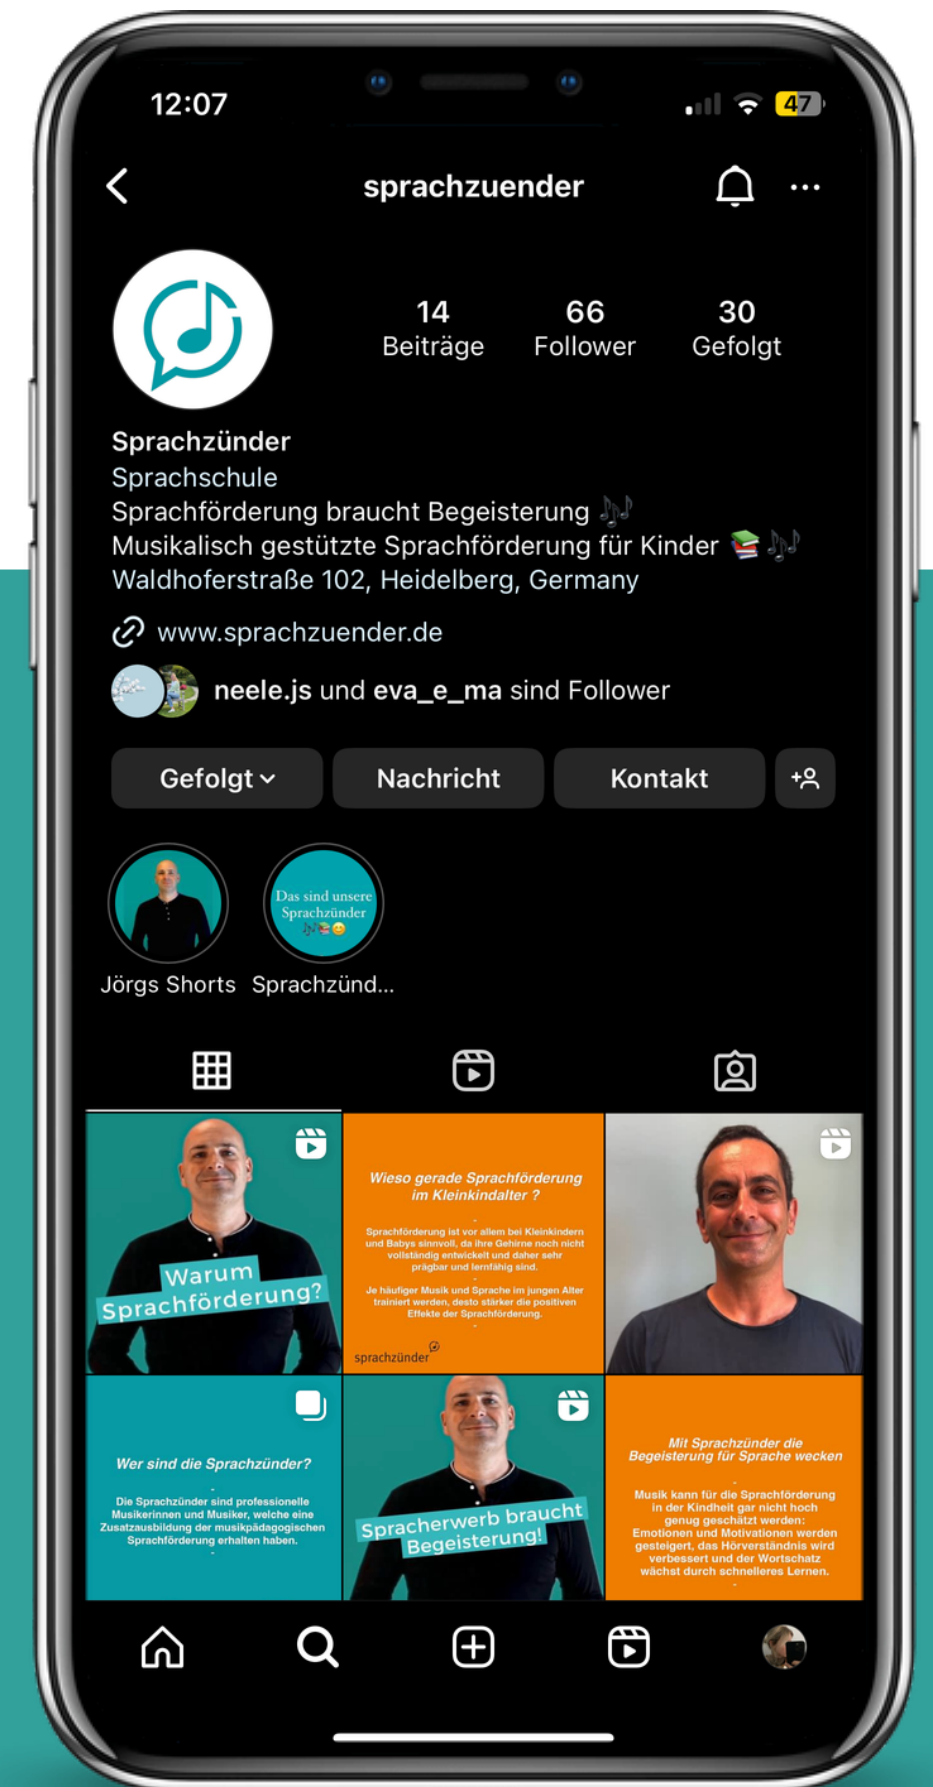 12:07
47
sprachzuender
14
66
30
Beiträge
Follower
Gefolgt
Sprachzünder
Sprachschule
Sprachförderung braucht Begeisterung 🎶
Musikalisch gestützte Sprachförderung für Kinder 📚🎶
Waldhoferstraße 102, Heidelberg, Germany
www.sprachzuender.de
neele.js und eva_e_ma sind Follower
Gefolgt
Nachricht
Kontakt
Das sind unsere
Sprachzünder
🎶📚😊
Jörgs Shorts
Sprachzünd...
Warum
Sprachförderung?
Wieso gerade Sprachförderung
im Kleinkindalter ?
-
Sprachförderung ist vor allem bei Kleinkindern
und Babys sinnvoll, da ihre Gehirne noch nicht
vollständig entwickelt und daher sehr
prägbar und lernfähig sind.
-
Je häufiger Musik und Sprache im jungen Alter
trainiert werden, desto stärker die positiven
Effekte der Sprachförderung.
-
sprachzünder
Wer sind die Sprachzünder?
-
Die Sprachzünder sind professionelle
Musikerinnen und Musiker, welche eine
Zusatzausbildung der musikpädagogischen
Sprachförderung erhalten haben.
-
Spracherwerb braucht
Begeisterung!
Mit Sprachzünder die
Begeisterung für Sprache wecken
-
Musik kann für die Sprachförderung
in der Kindheit gar nicht hoch
genug geschätzt werden:
Emotionen und Motivationen werden
gesteigert, das Hörverständnis wird
verbessert und der Wortschatz
wächst durch schnelleres Lernen.
-